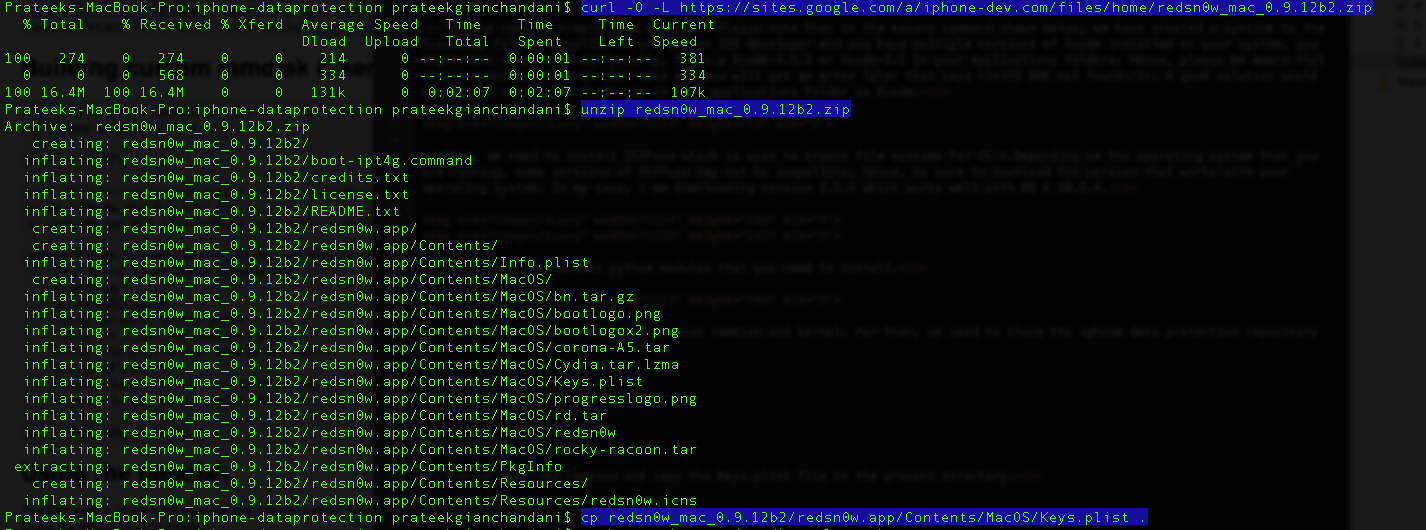 Prateeks-MacBook-Pro:iphone-dataprotection prateekgianchandani$ curl -O -L https://sites.google.com/a/iphone-dev.com/files/home/redsn0w_mac_0.9.12b2.zip
% Total % Received % Xferd Average Speed Time Time Time Current
Dload Upload Total Spent Left Speed
100 274 0 274 0 0 214 0 --:--:-- 0:00:01 --:--:-- 381
0 0 0 568 0 0 334 0 --:--:-- 0:00:01 --:--:-- 334
100 16.4M 100 16.4M 0 0 131k 0 0:02:07 0:02:07 --:--:-- 107k
Prateeks-MacBook-Pro:iphone-dataprotection prateekgianchandani$ unzip redsn0w_mac_0.9.12b2.zip
Archive: redsn0w_mac_0.9.12b2.zip
creating: redsn0w_mac_0.9.12b2/
inflating: redsn0w_mac_0.9.12b2/boot-ipt4g.command
inflating: redsn0w_mac_0.9.12b2/credits.txt
inflating: redsn0w_mac_0.9.12b2/license.txt
inflating: redsn0w_mac_0.9.12b2/README.txt
creating: redsn0w_mac_0.9.12b2/redsn0w.app/
creating: redsn0w_mac_0.9.12b2/redsn0w.app/Contents/
inflating: redsn0w_mac_0.9.12b2/redsn0w.app/Contents/Info.plist
creating: redsn0w_mac_0.9.12b2/redsn0w.app/Contents/MacOS/
inflating: redsn0w_mac_0.9.12b2/redsn0w.app/Contents/MacOS/bn.tar.gz
inflating: redsn0w_mac_0.9.12b2/redsn0w.app/Contents/MacOS/bootlogo.png
inflating: redsn0w_mac_0.9.12b2/redsn0w.app/Contents/MacOS/bootlogox2.png
inflating: redsn0w_mac_0.9.12b2/redsn0w.app/Contents/MacOS/corona-A5.tar
inflating: redsn0w_mac_0.9.12b2/redsn0w.app/Contents/MacOS/Cydia.tar.lzma
inflating: redsn0w_mac_0.9.12b2/redsn0w.app/Contents/MacOS/Keys.plist
inflating: redsn0w_mac_0.9.12b2/redsn0w.app/Contents/MacOS/progresslogo.png
inflating: redsn0w_mac_0.9.12b2/redsn0w.app/Contents/MacOS/rd.tar
inflating: redsn0w_mac_0.9.12b2/redsn0w.app/Contents/MacOS/redsn0w
inflating: redsn0w_mac_0.9.12b2/redsn0w.app/Contents/MacOS/rocky-racoon.tar
extracting: redsn0w_mac_0.9.12b2/redsn0w.app/Contents/PkgInfo
creating: redsn0w_mac_0.9.12b2/redsn0w.app/Contents/Resources/
inflating: redsn0w_mac_0.9.12b2/redsn0w.app/Contents/Resources/redsn0w.icns
Prateeks-MacBook-Pro:iphone-dataprotection prateekgianchandani$ cp redsn0w_mac_0.9.12b2/redsn0w.app/Contents/MacOS/Keys.plist .